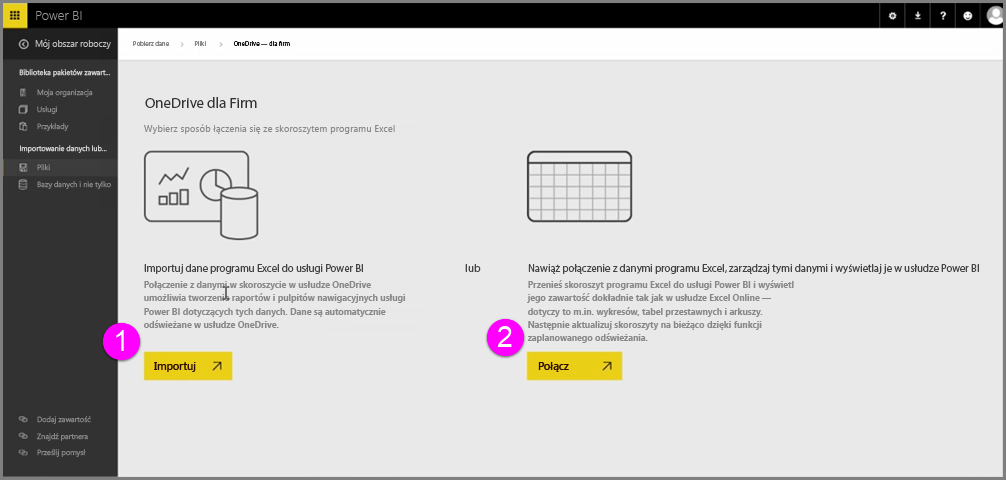 Power BI
?
Mój obszar roboczy
Pobierz dane > Pliki > OneDrive — dla firm
Biblioteka pakietów zawart...
Moja organizacja
Usługi
Przykłady
Importowanie danych lub...
Pliki
Bazy danych i nie tylko
Dodaj zawartość
Znajdź partnera
Prześlij pomysł
OneDrive dla Firm
Wybierz sposób łączenia się ze skoroszytem programu Excel
Importuj dane programu Excel do usługi Power BI
Połączenie z danymi w skoroszycie w usłudze OneDrive
umożliwia tworzenie raportów i pulpitów nawigacyjnych usługi
Power BI dotyczących tych danych. Dane są automatycznie
odświeżane w usłudze OneDrive.
1
Importuj
lub
Nawiąż połączenie z danymi programu Excel, zarządzaj tymi danymi i wyświetlaj je w usłudze Power BI
Przenieś skoroszyt programu Excel do usługi Power BI i wyświetl
jego zawartość dokładnie tak jak w usłudze Excel Online —
dotyczy to m.in. wykresów, tabel przestawnych i arkuszy.
Następnie aktualizuj skoroszyty na bieżąco dzięki funkcji
zaplanowanego odświeżania.
2
Połącz